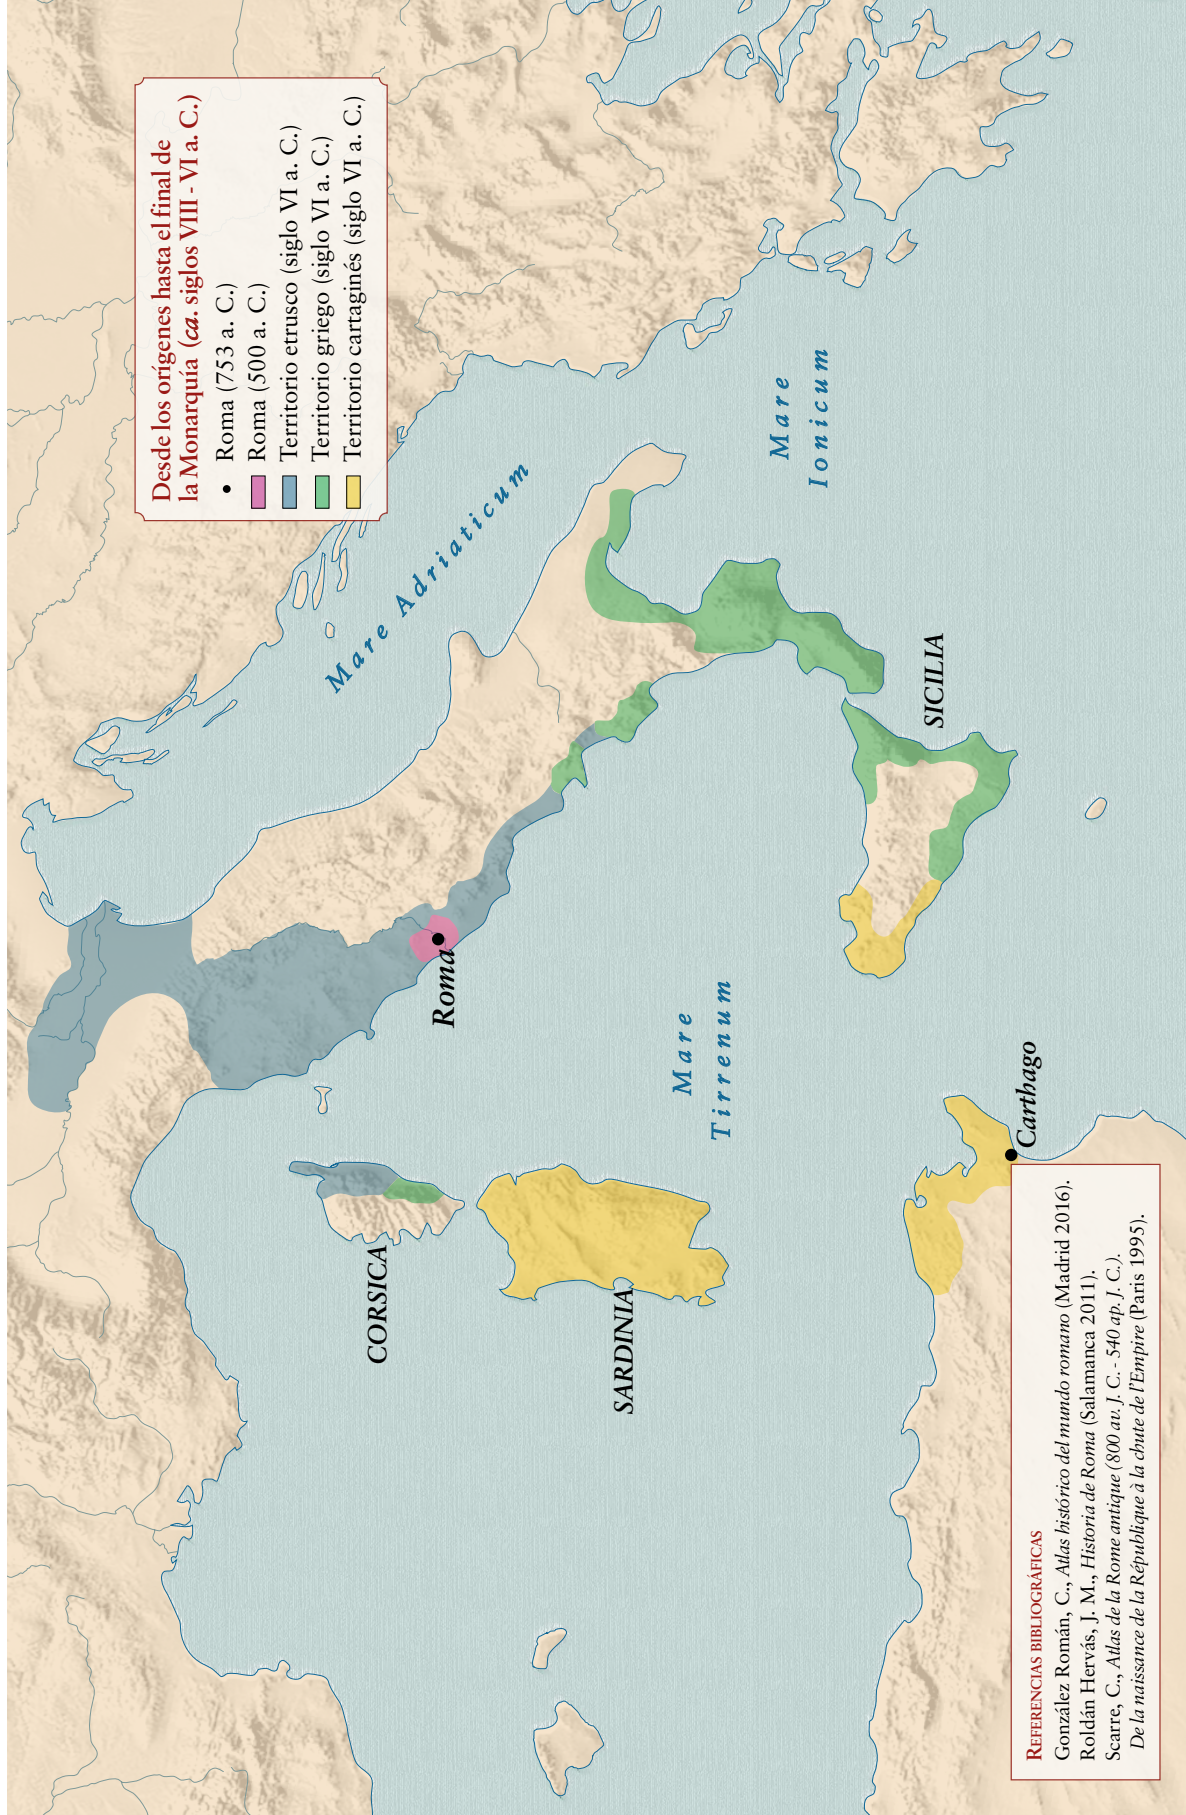 Desde los orígenes hasta el final de
la Monarquía (ca. siglos VIII - VI a. C.)
Roma (753 a. C.)
Roma (500 a. C.)
Territorio etrusco (siglo VI a. C.)
Territorio griego (siglo VI a. C.)
Territorio cartaginés (siglo VI a. C.)
Mare Adriaticum
Roma
CORSICA
SARDINIA
Mare
Tirrenum
Mare
Ionicum
SICILIA
Carthago
REFERENCIAS BIBLIOGRÁFICAS
González Román, C., Atlas histórico del mundo romano (Madrid 2016).
Roldán Hervás, J. M., Historia de Roma (Salamanca 2011).
Scarre, C., Atlas de la Rome antique (800 av. J. C. - 540 ap. J. C.).
De la naissance de la République à la chute de l'Empire (Paris 1995).